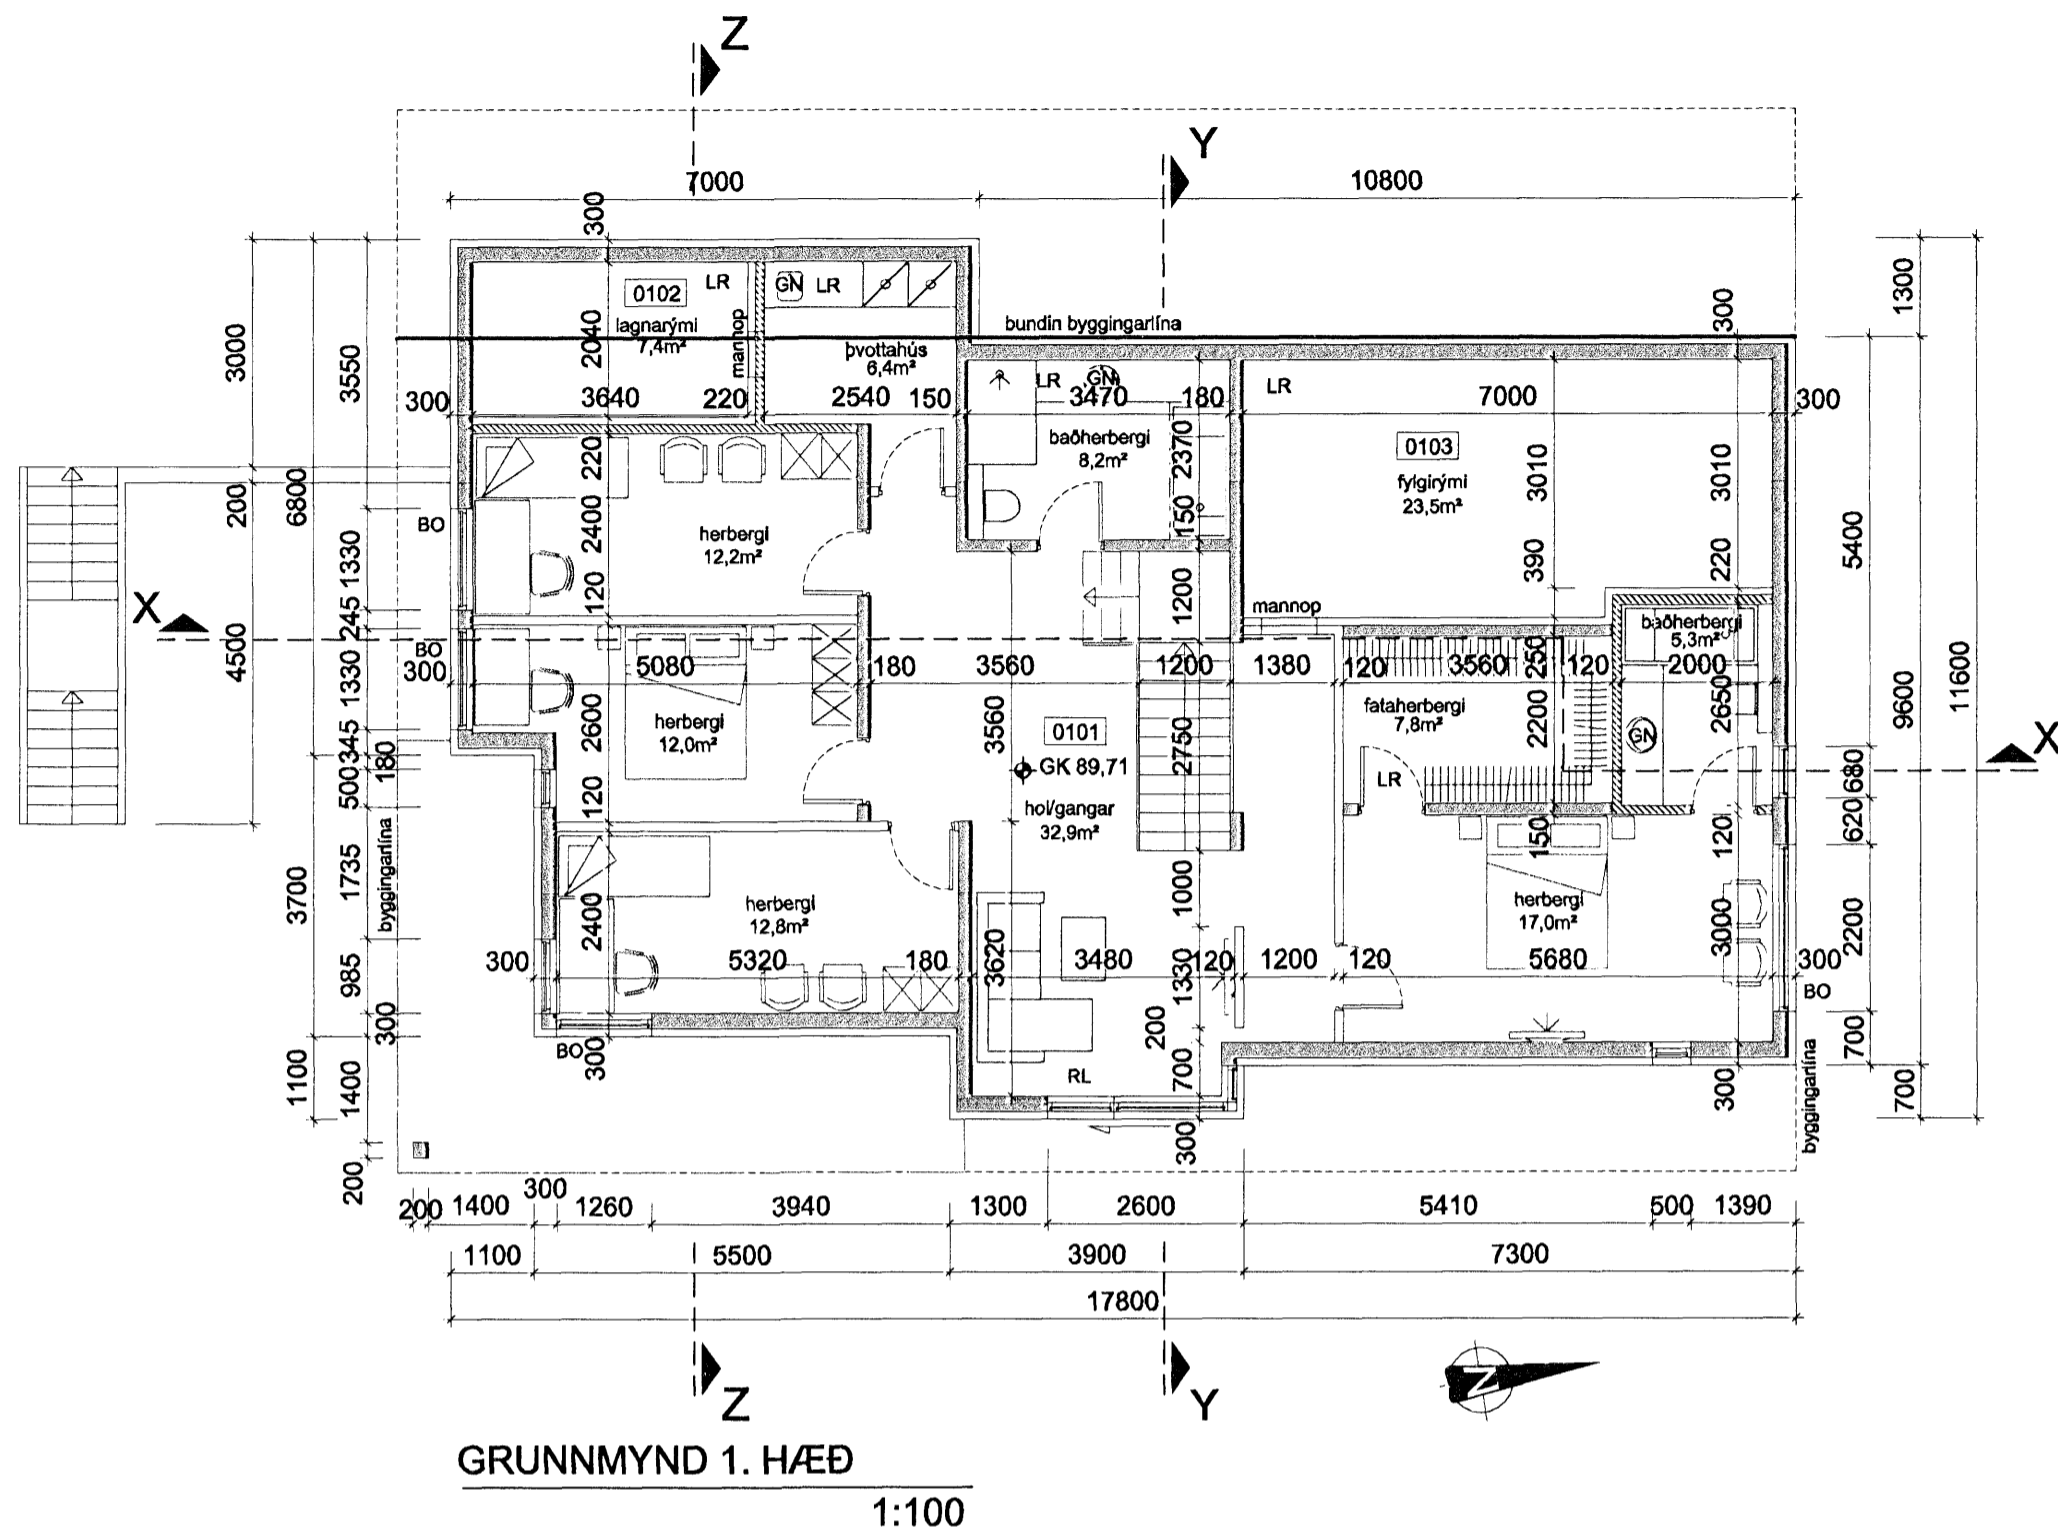 Z
Y
7000
10800
300
1300
300
3000
3550
6800
0102
LR
lagnarými
7,4m²
mannop
2040
GN
LR
þvottahús
6,4m²
bundin byggingarlína
300
3640
220
2540
150
LR
GN
3470
180
LR
7000
300
baðherbergi
8,2m²
2370
0103
fylgirými
23,5m²
3010
3010
220
BO
200
herbergi
12,2m²
2400
150
390
220
5400
1330
120
1200
mannop
baðherbergi
5,3m²
X
245
4500
BO
300
5080
180
3560
1200
1380
120
3560
250
120
2000
1330
2600
herbergi
12,0m²
3560
0101
2750
fataherbergi
7,8m²
2200
2650
GN
9600
11600
X
345
180
500
120
GK 89,71
LR
680
hol/gangar
32,9m²
150
120
620
byggingarlína
1735
3700
herbergi
12,8m²
2400
1000
herbergi
17,0m²
3000
2200
300
5320
180
3620
3480
120
1200
120
5680
300
985
1330
BO
300
200
BO
300
1100
1400
RL
700
300
700
700
byggingarlína
300
200
200
1400
300
1260
3940
1300
2600
5410
500
1390
1100
5500
3900
7300
17800
Z
Y
Z
GRUNNMYND 1. HÆÐ
1:100